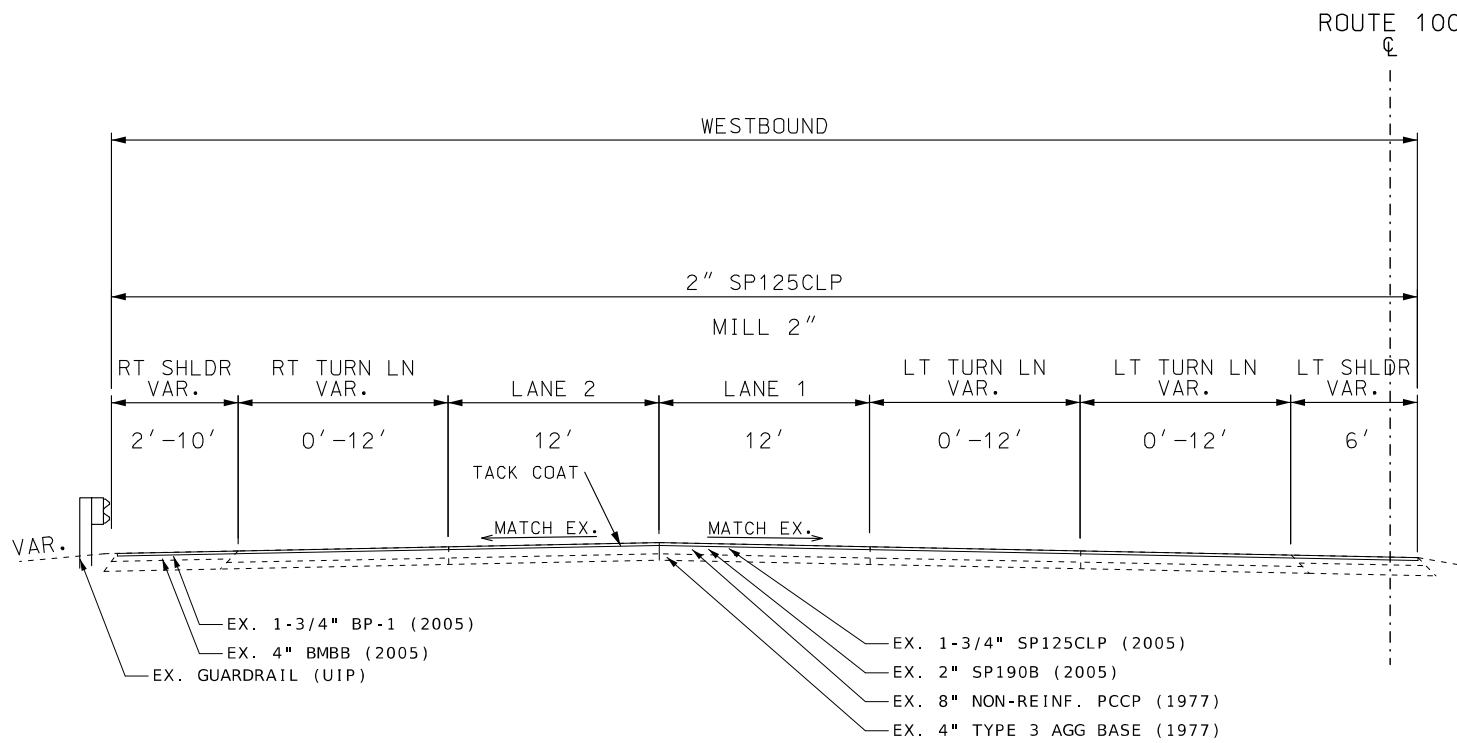 ROUTE 100
℄
WESTBOUND
2" SP125CLP
MILL 2"
RT SHLDR
VAR.
RT TURN LN
VAR.
LANE 2
LANE 1
LT TURN LN
VAR.
LT TURN LN
VAR.
LT SHLDR
VAR.
2'-10'
0'-12'
12'
12'
0'-12'
0'-12'
6'
TACK COAT
MATCH EX.
MATCH EX.
VAR.
EX. 1-3/4" BP-1 (2005)
EX. 4" BMBB (2005)
EX. GUARDRAIL (UIP)
EX. 1-3/4" SP125CLP (2005)
EX. 2" SP190B (2005)
EX. 8" NON-REINF. PCCP (1977)
EX. 4" TYPE 3 AGG BASE (1977)